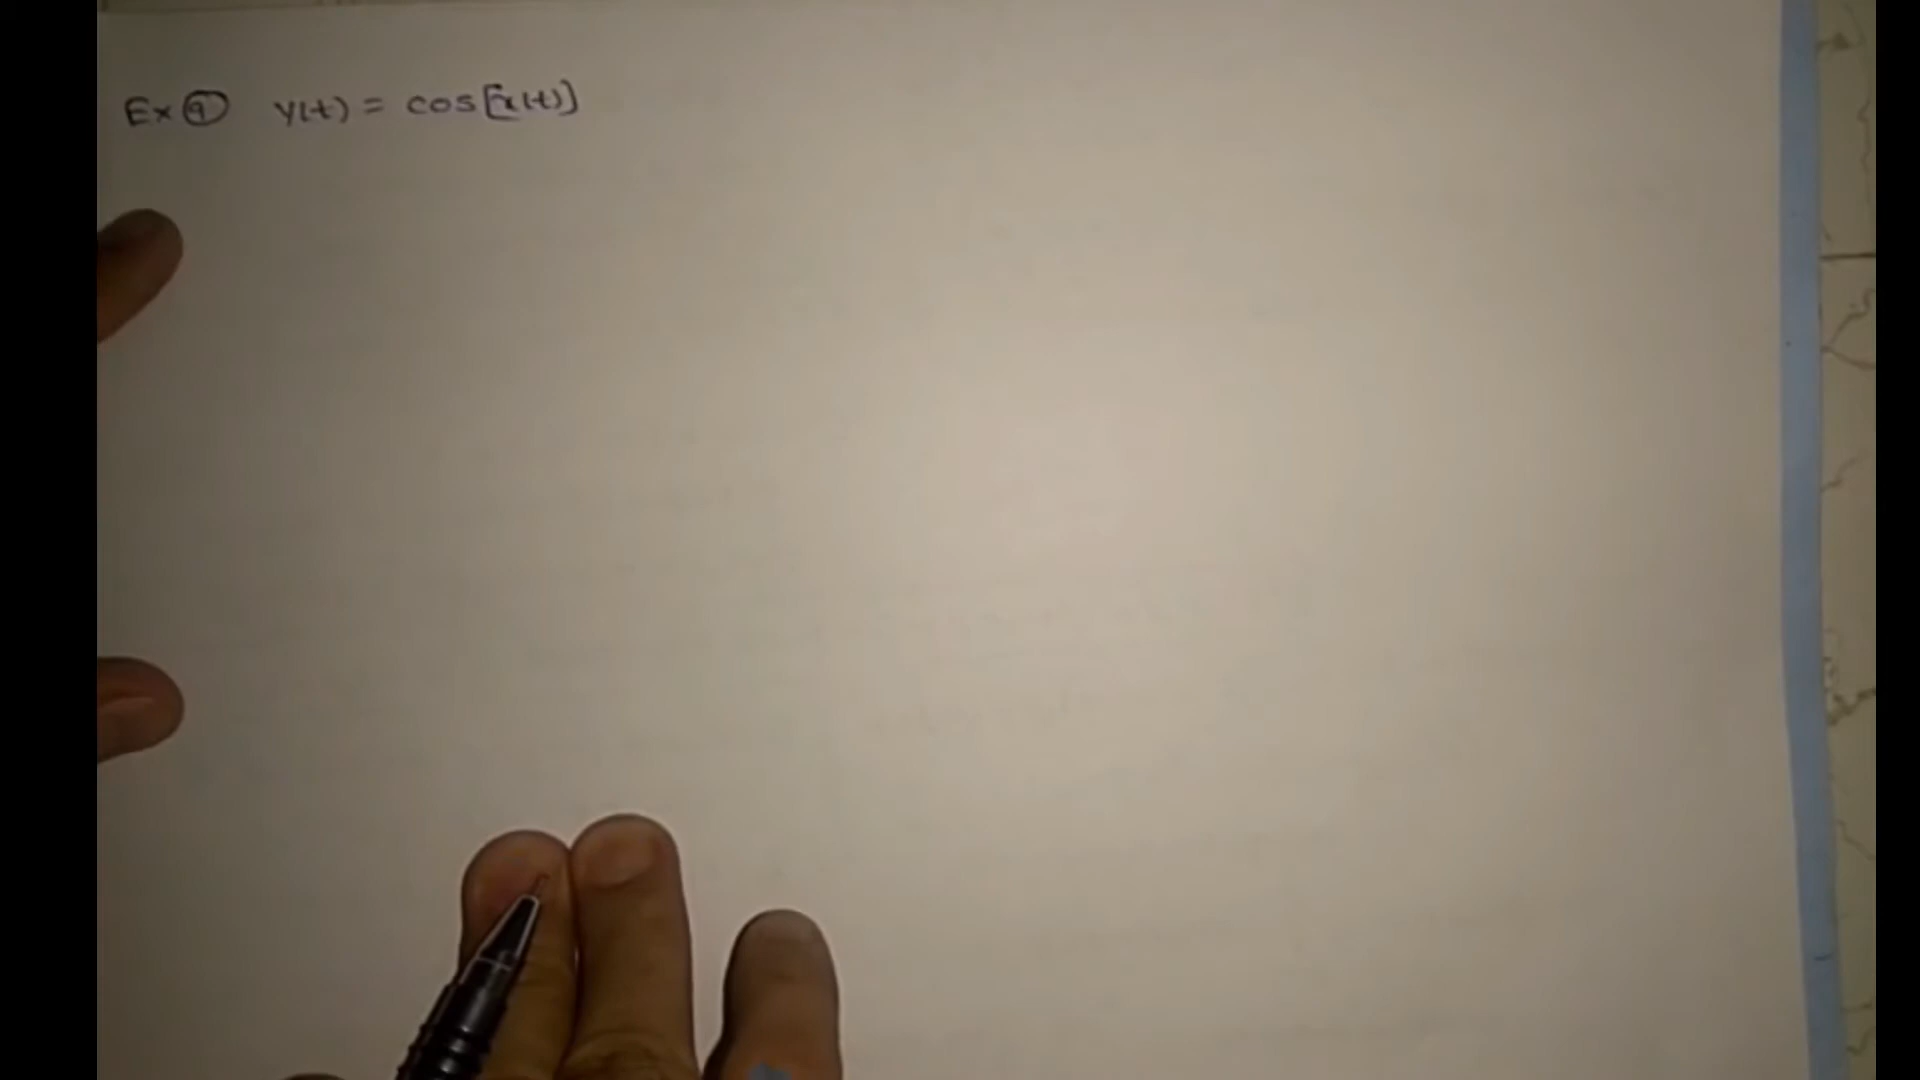 Ex ⑨ y(t) = cos[x(t)]